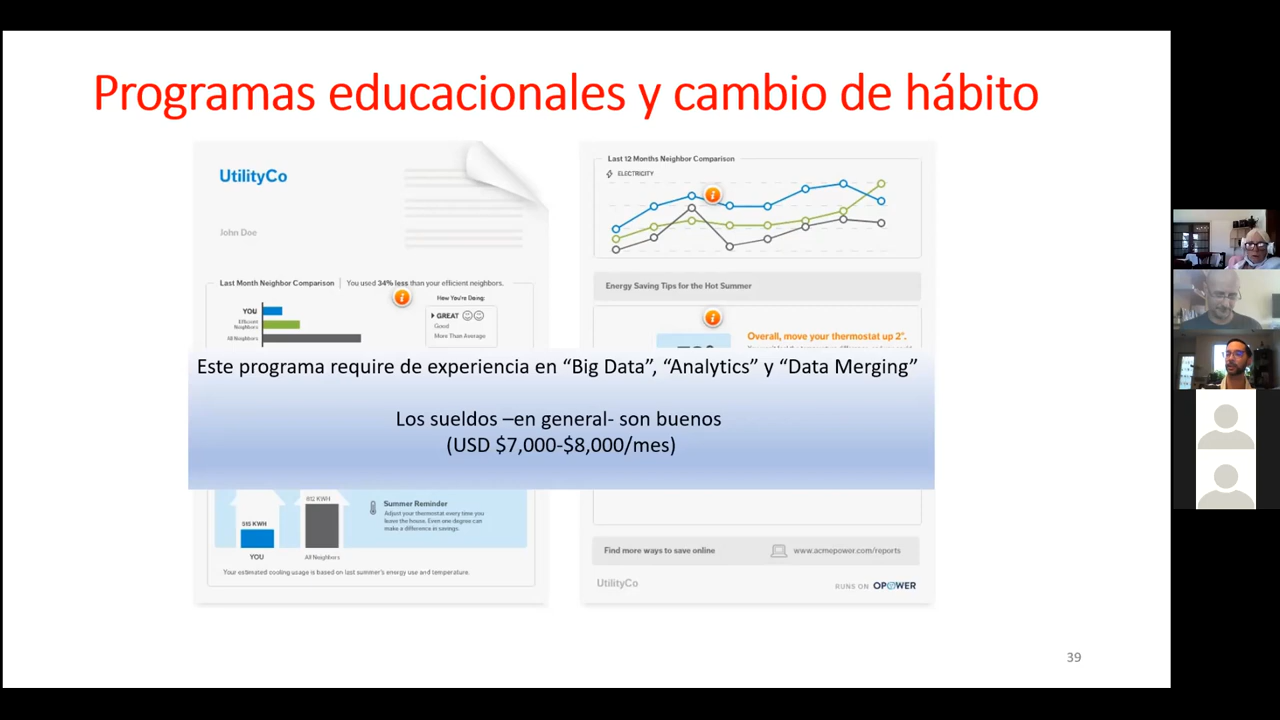 Programas educacionales y cambio de hábito
UtilityCo
John Doe
Last Month Neighbor Comparison | You used 34% less than your efficient neighbors.
How You're Doing:
YOU
Efficient
Neighbors
All Neighbors
GREAT
Good
More Than Average
Last 12 Months Neighbor Comparison
ELECTRICITY
Energy Saving Tips for the Hot Summer
Overall, move your thermostat up 2°.
Este programa require de experiencia en “Big Data”, “Analytics” y “Data Merging”
Los sueldos –en general- son buenos
(USD $7,000-$8,000/mes)
612 KWH
515 KWH
YOU
All Neighbors
Summer Reminder
Adjust your thermostat every time you
leave the house. Even one degree can
make a difference in savings.
Your estimated cooling usage is based on last summer's energy use and temperature.
Find more ways to save online
www.acmepower.com/reports
UtilityCo
RUNS ON OPOWER
39